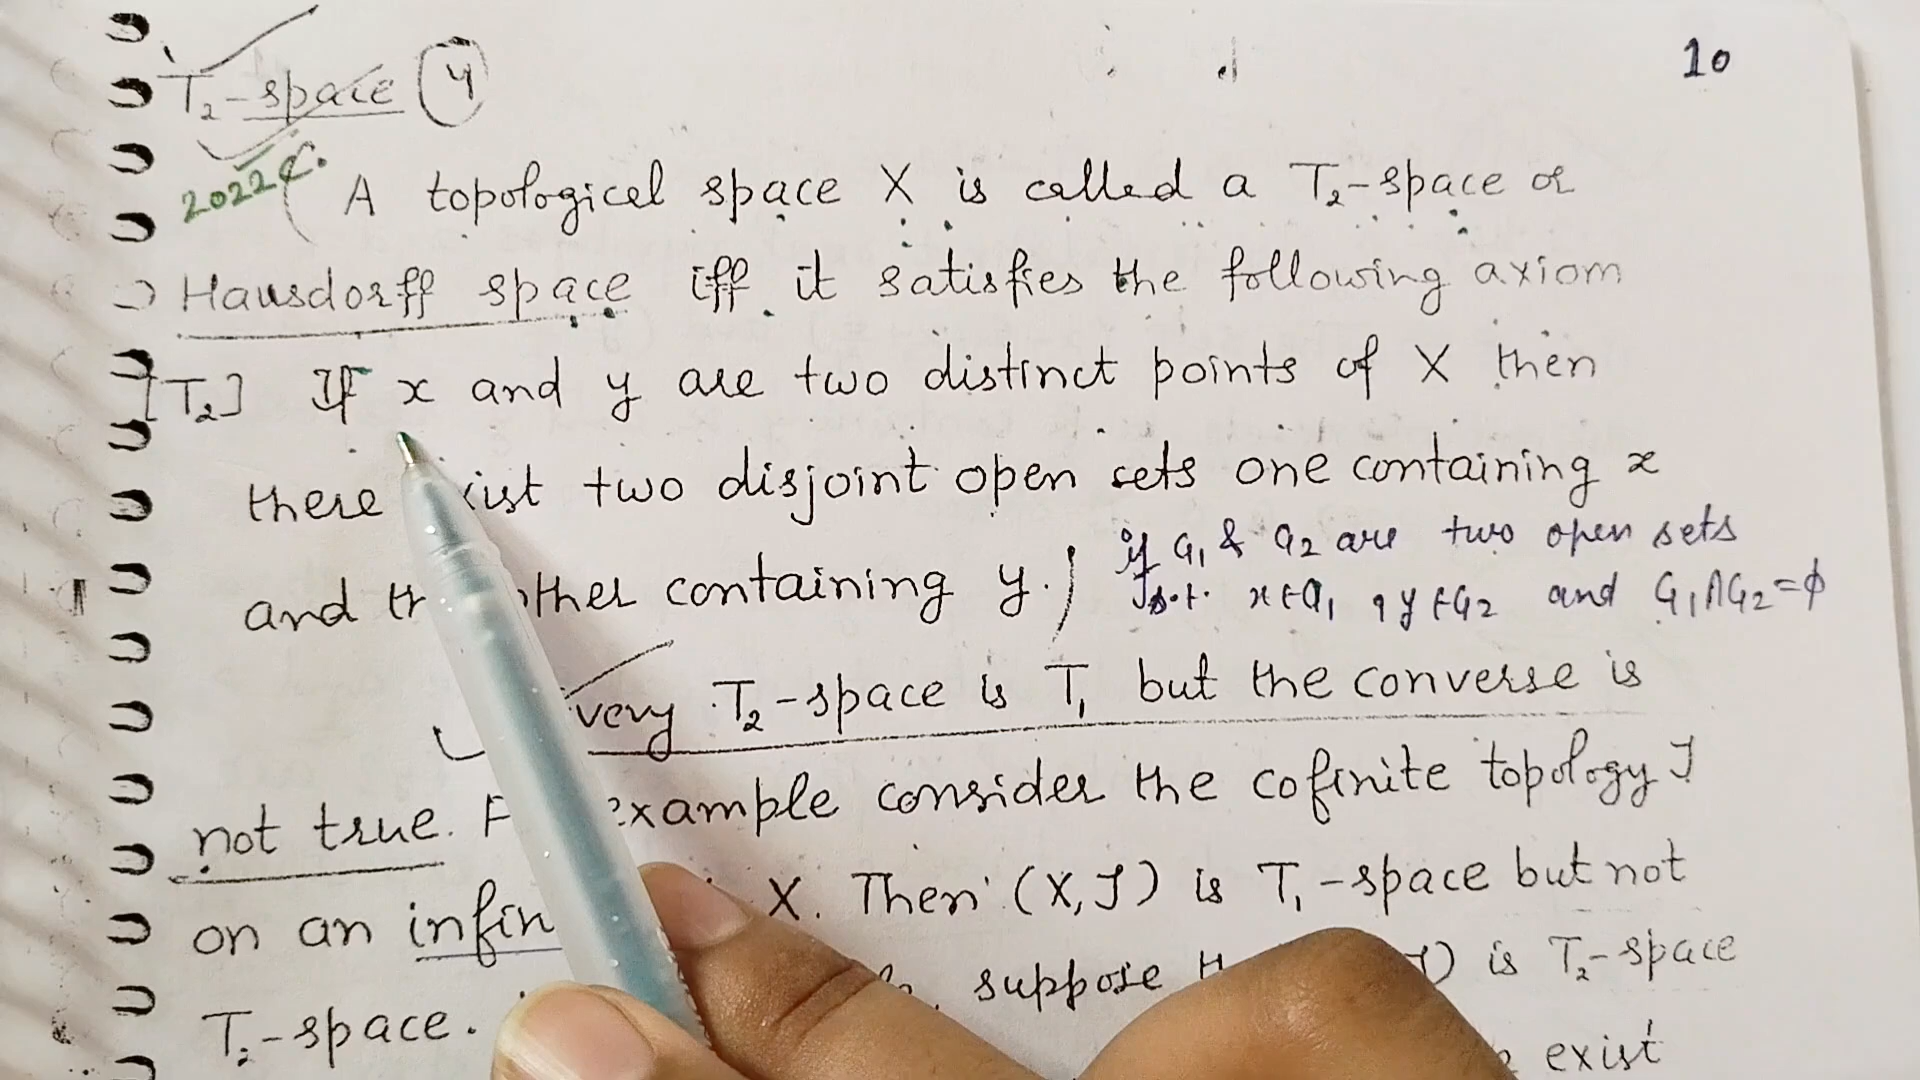 10
T₂-space (4)
2022
A topological space X is called a T₂-space or
Hausdorff space iff it satisfies the following axiom
[T₂] If x and y are two distinct points of X then
there xist two disjoint open sets one containing x
and th other containing y.
if G₁ & G₂ are two open sets
s.t. x∈G₁, y∈G₂ and G₁∩G₂=ϕ
very T₂-space is T₁ but the converse is
not true. F example consider the cofinite topology J
on an infin X. Then (X,J) is T₁-space but not
T₂-space. suppose J) is T₂-space
exist